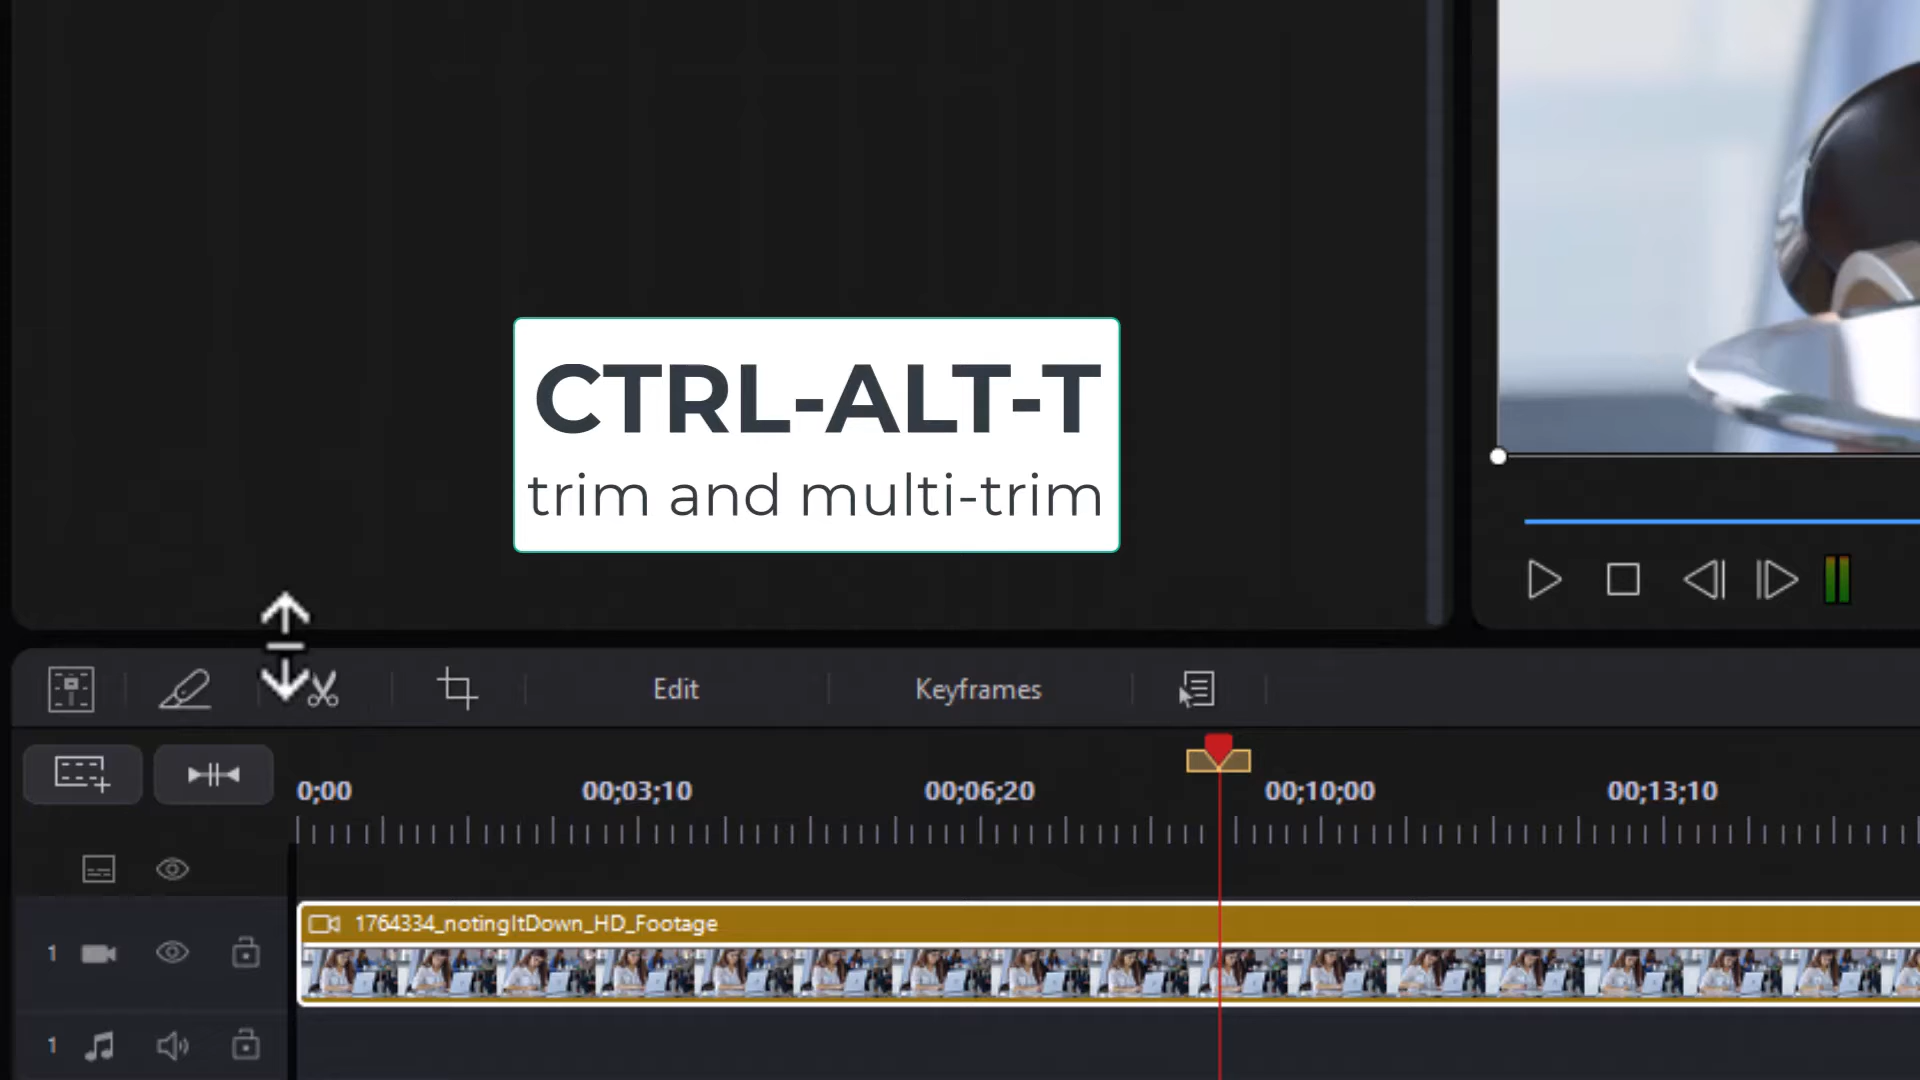 CTRL-ALT-T
trim and multi-trim
Edit
Keyframes
0;00
00;03;10
00;06;20
00;10;00
00;13;10
1764334_notingItDown_HD_Footage
1
1